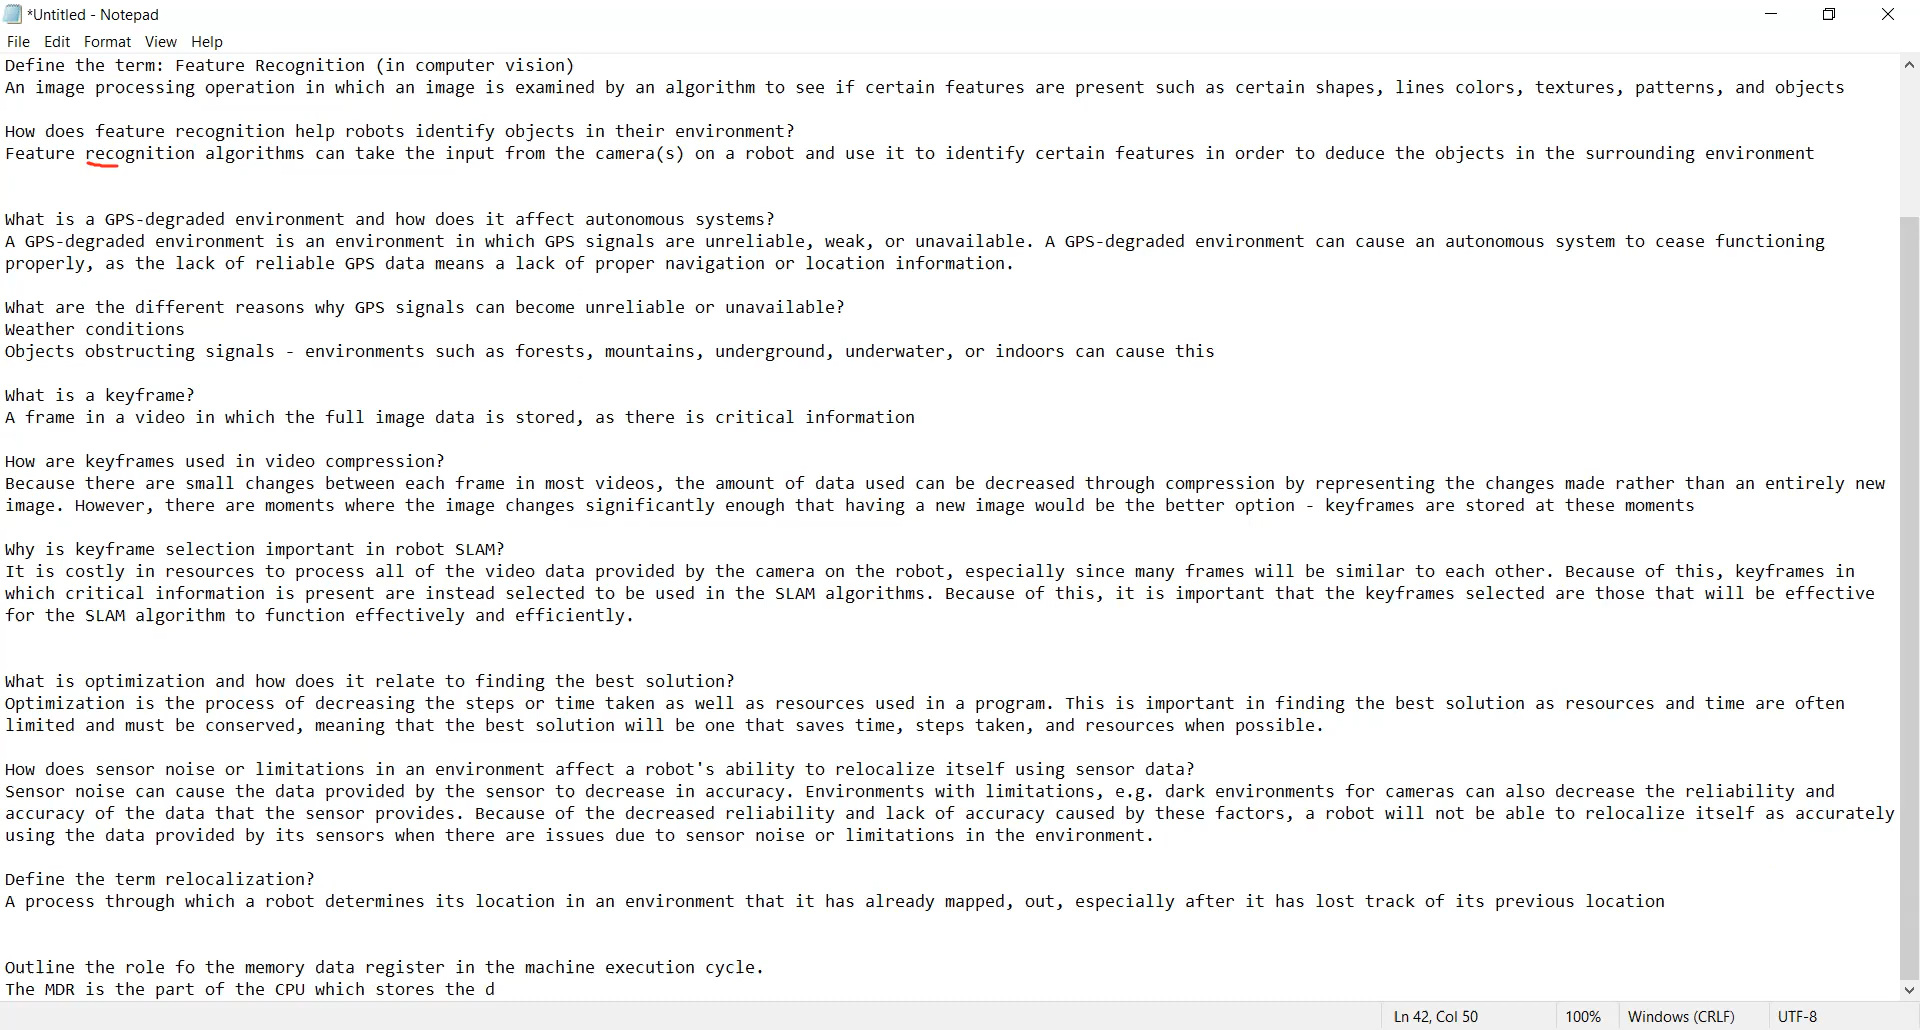 *Untitled - Notepad
File Edit Format View Help
Define the term: Feature Recognition (in computer vision)
An image processing operation in which an image is examined by an algorithm to see if certain features are present such as certain shapes, lines colors, textures, patterns, and objects
How does feature recognition help robots identify objects in their environment?
Feature recognition algorithms can take the input from the camera(s) on a robot and use it to identify certain features in order to deduce the objects in the surrounding environment
What is a GPS-degraded environment and how does it affect autonomous systems?
A GPS-degraded environment is an environment in which GPS signals are unreliable, weak, or unavailable. A GPS-degraded environment can cause an autonomous system to cease functioning
properly, as the lack of reliable GPS data means a lack of proper navigation or location information.
What are the different reasons why GPS signals can become unreliable or unavailable?
Weather conditions
Objects obstructing signals - environments such as forests, mountains, underground, underwater, or indoors can cause this
What is a keyframe?
A frame in a video in which the full image data is stored, as there is critical information
How are keyframes used in video compression?
Because there are small changes between each frame in most videos, the amount of data used can be decreased through compression by representing the changes made rather than an entirely new
image. However, there are moments where the image changes significantly enough that having a new image would be the better option - keyframes are stored at these moments
Why is keyframe selection important in robot SLAM?
It is costly in resources to process all of the video data provided by the camera on the robot, especially since many frames will be similar to each other. Because of this, keyframes in
which critical information is present are instead selected to be used in the SLAM algorithms. Because of this, it is important that the keyframes selected are those that will be effective
for the SLAM algorithm to function effectively and efficiently.
What is optimization and how does it relate to finding the best solution?
Optimization is the process of decreasing the steps or time taken as well as resources used in a program. This is important in finding the best solution as resources and time are often
limited and must be conserved, meaning that the best solution will be one that saves time, steps taken, and resources when possible.
How does sensor noise or limitations in an environment affect a robot's ability to relocalize itself using sensor data?
Sensor noise can cause the data provided by the sensor to decrease in accuracy. Environments with limitations, e.g. dark environments for cameras can also decrease the reliability and
accuracy of the data that the sensor provides. Because of the decreased reliability and lack of accuracy caused by these factors, a robot will not be able to relocalize itself as accurately
using the data provided by its sensors when there are issues due to sensor noise or limitations in the environment.
Define the term relocalization?
A process through which a robot determines its location in an environment that it has already mapped, out, especially after it has lost track of its previous location
Outline the role fo the memory data register in the machine execution cycle.
The MDR is the part of the CPU which stores the d
Ln 42, Col 50 100% Windows (CRLF) UTF-8